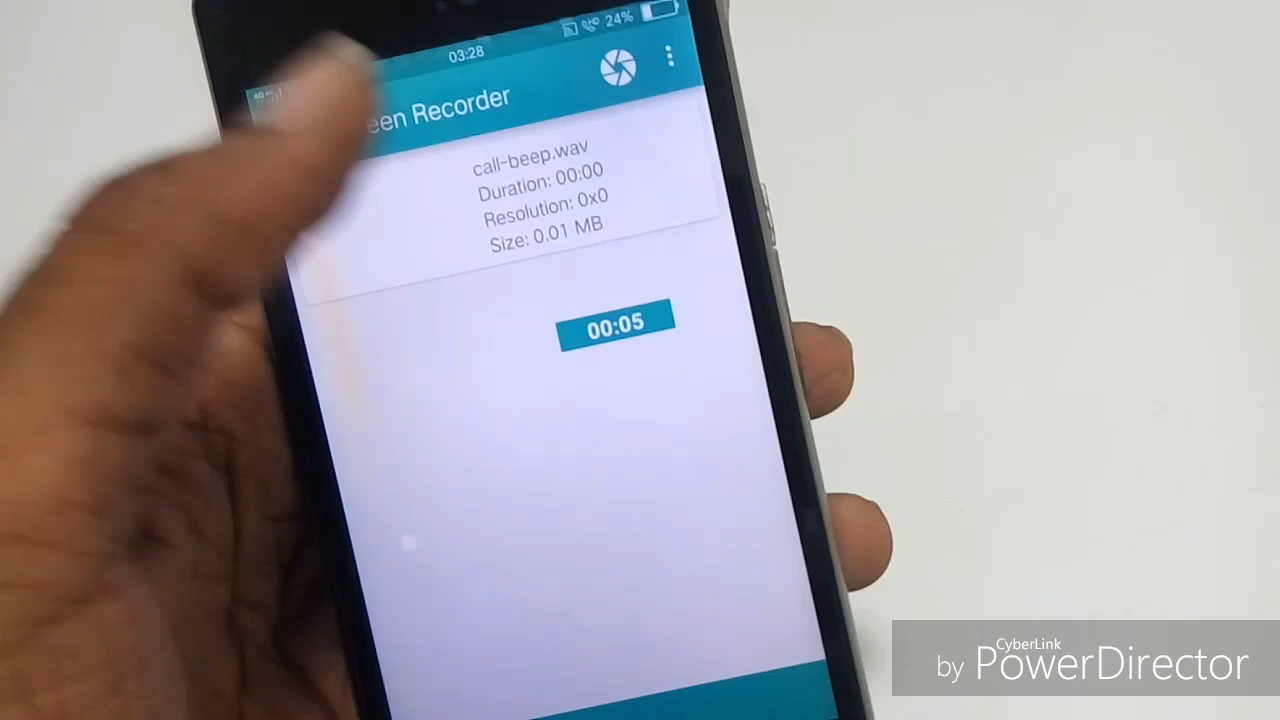 03:28
24%
een Recorder
call-beep.wav
Duration: 00:00
Resolution: 0x0
Size: 0.01 MB
00:05
CyberLink
by PowerDirector